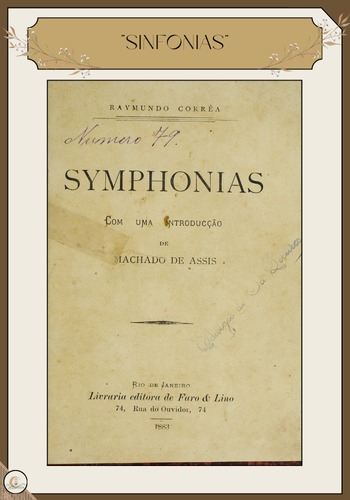 "SINFONIAS"
RAYMUNDO CORRÊA
Numero 79.
SYMPHONIAS
COM UMA INTRODUCÇÃO
DE
MACHADO DE ASSIS
RIO DE JANEIRO
Livraria editora de Faro & Lino
74, Rua do Ouvidor, 74
1883